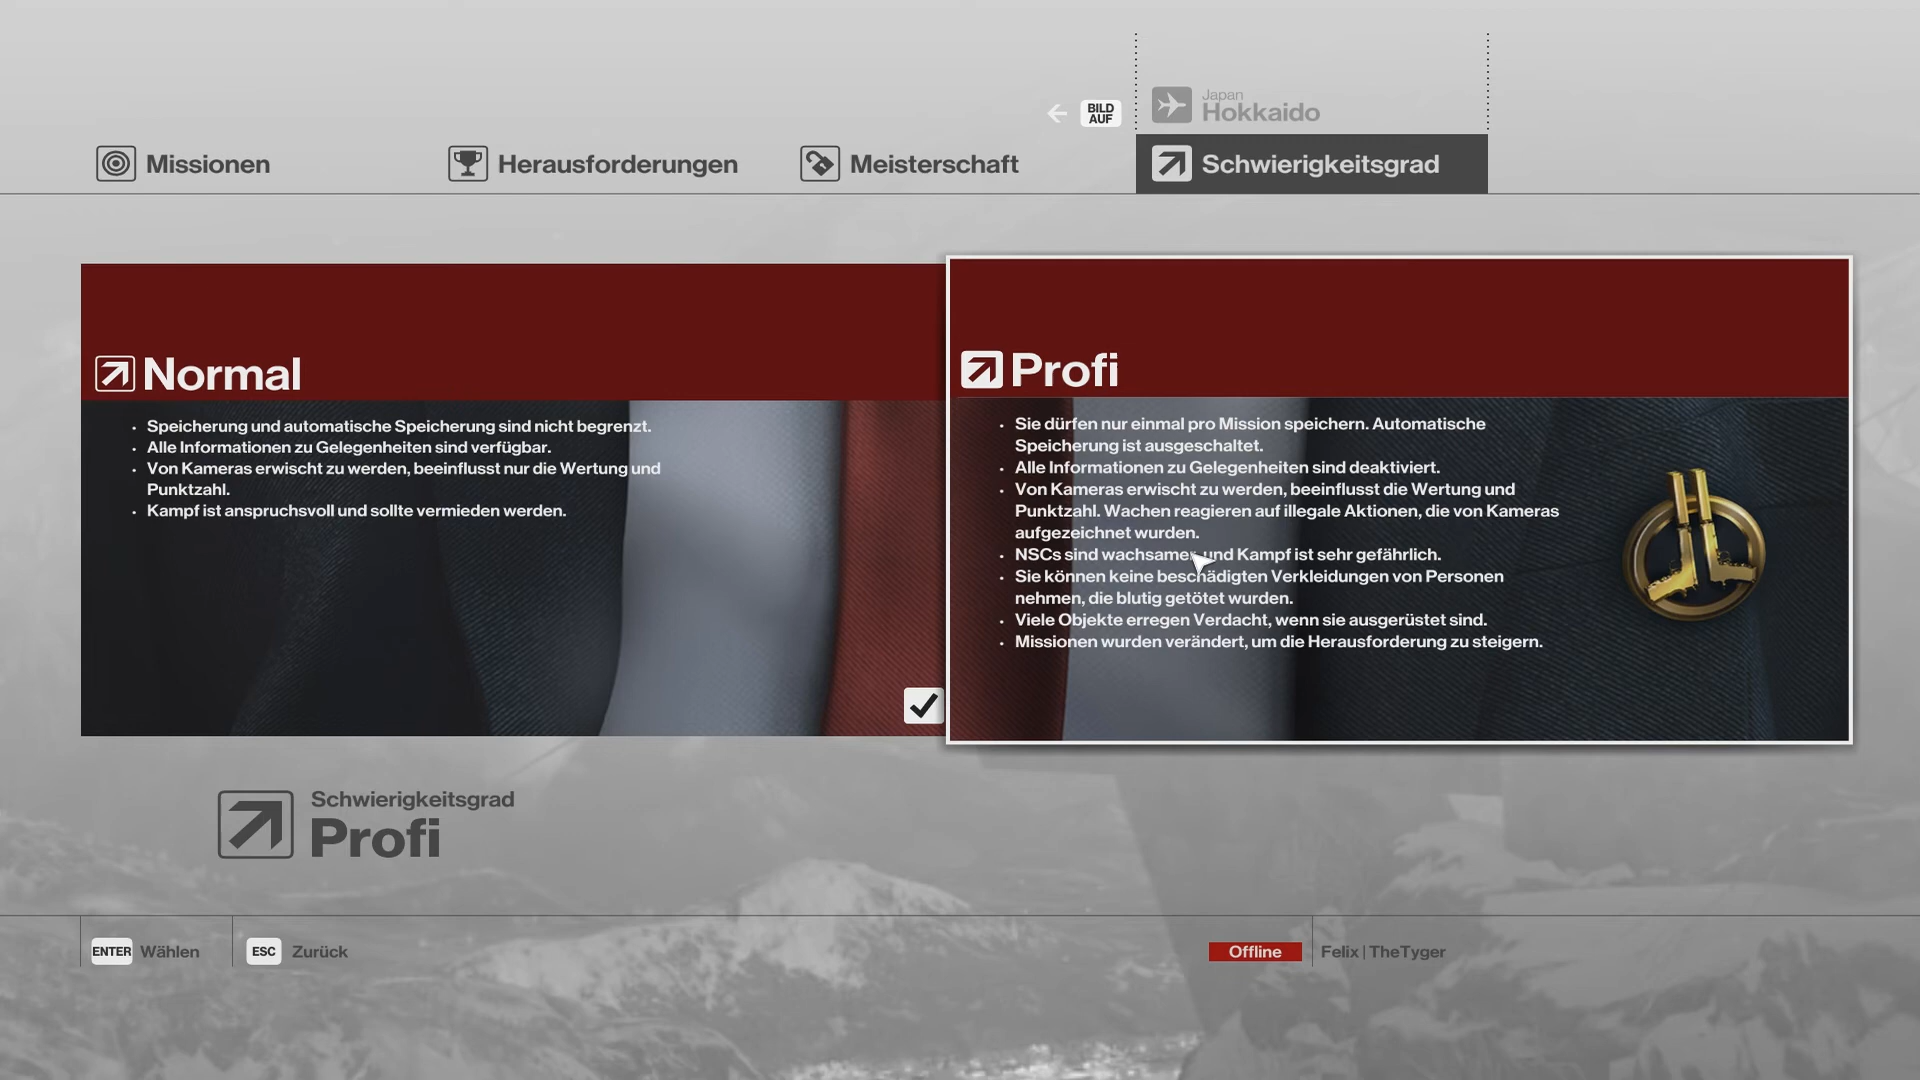 Japan
BILD
AUF
Hokkaido
Missionen
Herausforderungen
Meisterschaft
Schwierigkeitsgrad
Normal
• Speicherung und automatische Speicherung sind nicht begrenzt.
• Alle Informationen zu Gelegenheiten sind verfügbar.
• Von Kameras erwischt zu werden, beeinflusst nur die Wertung und
Punktzahl.
• Kampf ist anspruchsvoll und sollte vermieden werden.
Profi
• Sie dürfen nur einmal pro Mission speichern. Automatische
Speicherung ist ausgeschaltet.
• Alle Informationen zu Gelegenheiten sind deaktiviert.
• Von Kameras erwischt zu werden, beeinflusst die Wertung und
Punktzahl. Wachen reagieren auf illegale Aktionen, die von Kameras
aufgezeichnet wurden.
• NSCs sind wachsamer und Kampf ist sehr gefährlich.
• Sie können keine beschädigten Verkleidungen von Personen
nehmen, die blutig getötet wurden.
• Viele Objekte erregen Verdacht, wenn sie ausgerüstet sind.
• Missionen wurden verändert, um die Herausforderung zu steigern.
Schwierigkeitsgrad
Profi
ENTER Wählen
ESC Zurück
Offline
Felix | TheTyger